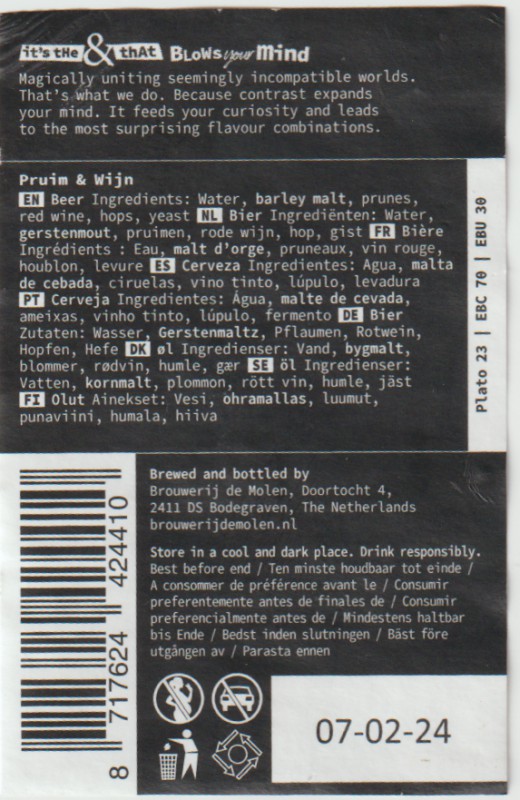 it's tHe & thAt BLOWS your Mind
Magically uniting seemingly incompatible worlds.
That's what we do. Because contrast expands
your mind. It feeds your curiosity and leads
to the most surprising flavour combinations.
Pruim & Wijn
EN Beer Ingredients: Water, barley malt, prunes,
red wine, hops, yeast NL Bier Ingrediënten: Water,
gerstenmout, pruimen, rode wijn, hop, gist FR Bière
Ingrédients : Eau, malt d'orge, pruneaux, vin rouge,
houblon, levure ES Cerveza Ingredientes: Agua, malta
de cebada, ciruelas, vino tinto, lúpulo, levadura
PT Cerveja Ingredientes: Água, malte de cevada,
ameixas, vinho tinto, lúpulo, fermento DE Bier
Zutaten: Wasser, Gerstenmaltz, Pflaumen, Rotwein,
Hopfen, Hefe DK øl Ingredienser: Vand, bygmalt,
blommer, rødvin, humle, gær SE öl Ingredienser:
Vatten, kornmalt, plommon, rött vin, humle, jäst
FI Olut Ainekset: Vesi, ohramallas, luumut,
punaviini, humala, hiiva
Plato 23 | EBC 70 | EBU 30
Brewed and bottled by
Brouwerij de Molen, Doortocht 4,
2411 DS Bodegraven, The Netherlands
brouwerijdemolen.nl
Store in a cool and dark place. Drink responsibly.
Best before end / Ten minste houdbaar tot einde /
A consommer de préférence avant le / Consumir
preferentemente antes de finales de / Consumir
preferencialmente antes de / Mindestens haltbar
bis Ende / Bedst inden slutningen / Bäst före
utgången av / Parasta ennen
07-02-24
8 717624 424410